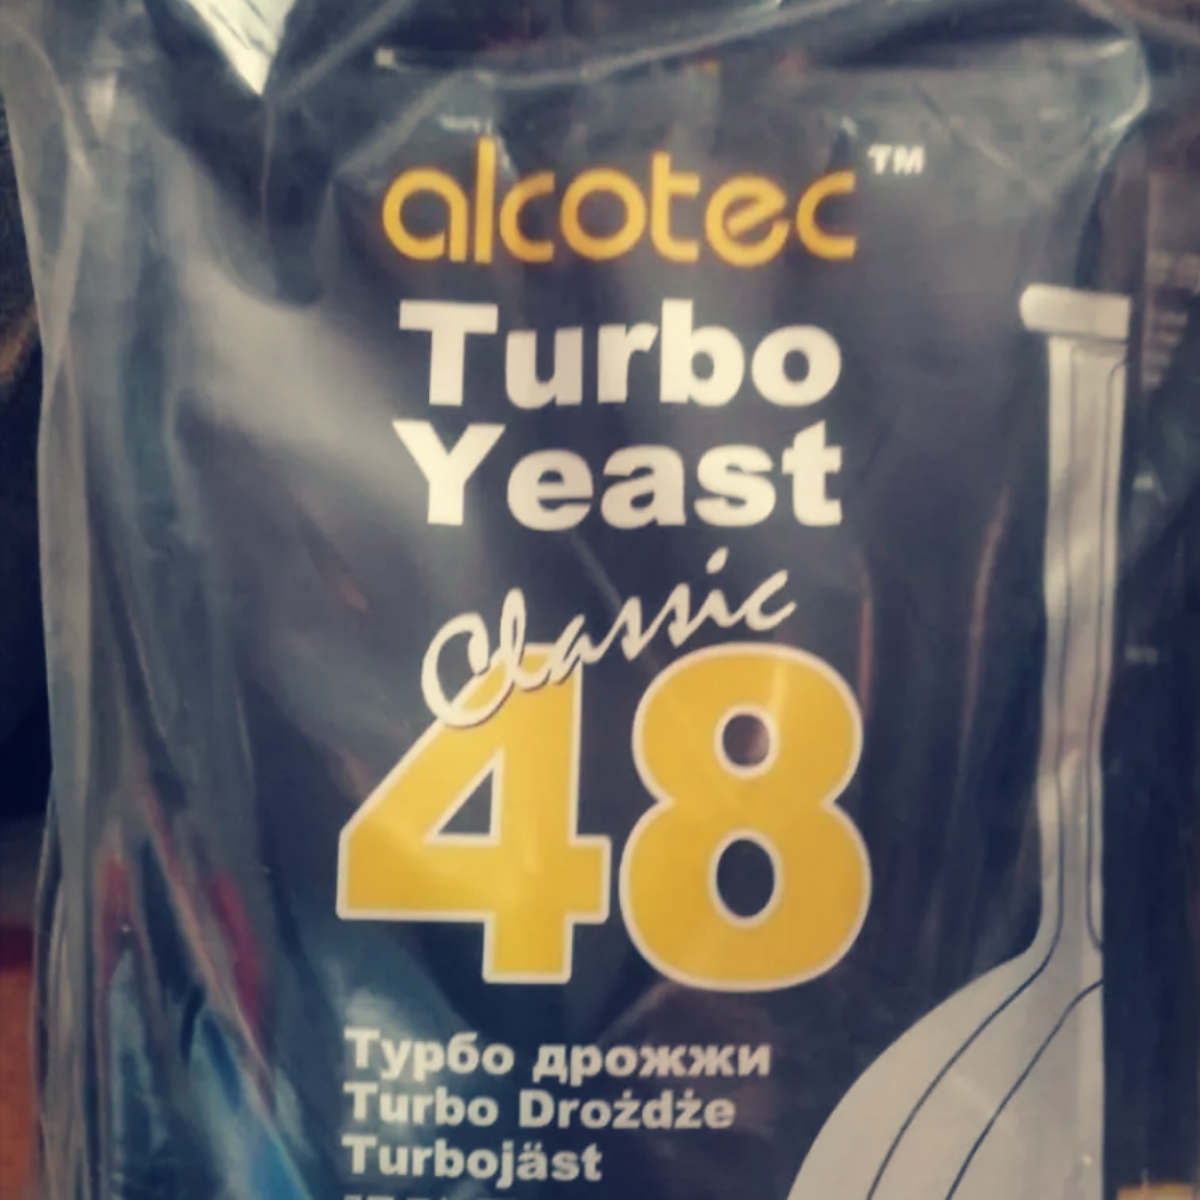 alcotec™
Turbo
Yeast
Classic
48
Турбо дрожжи
Turbo Drożdże
Turbojäst